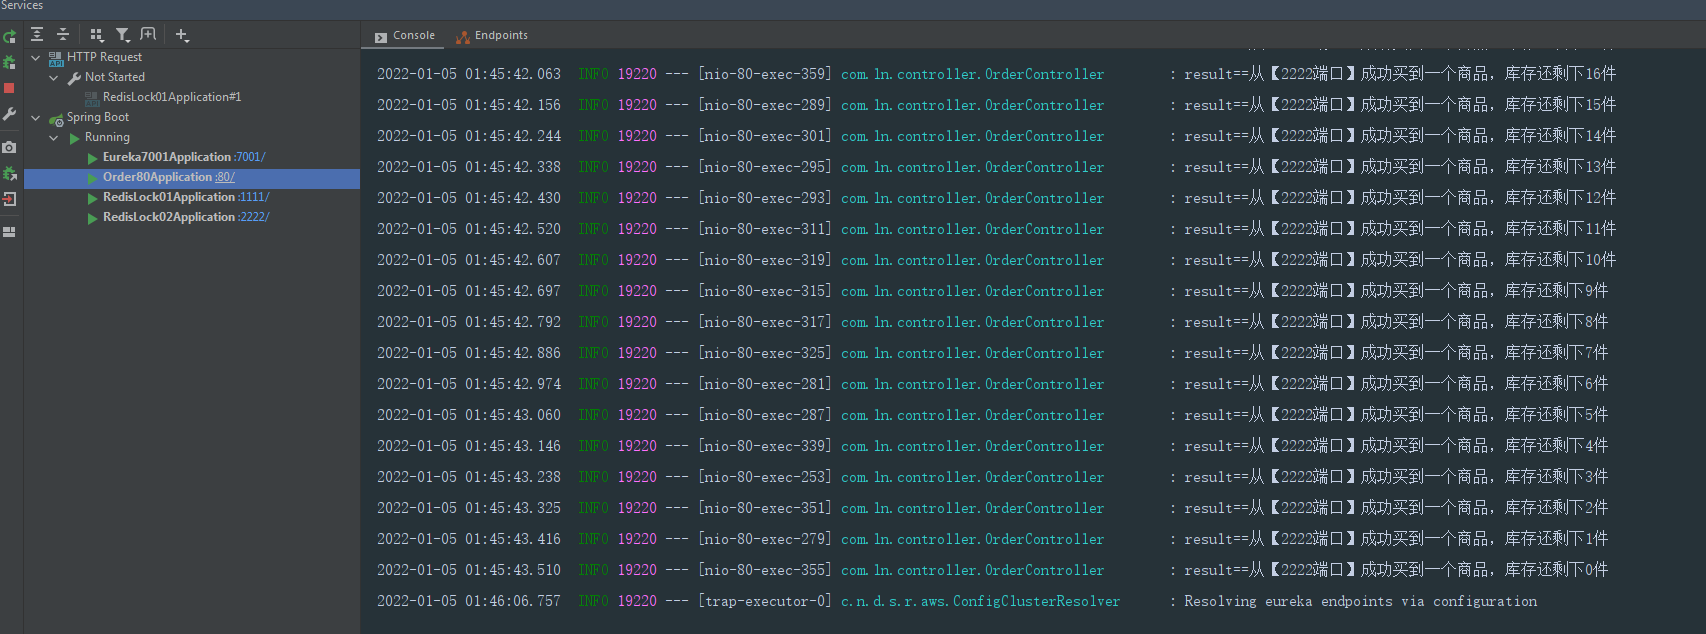 Services
HTTP Request
Not Started
RedisLock01Application#1
Spring Boot
Running
Eureka7001Application :7001/
Order80Application :80/
RedisLock01Application :1111/
RedisLock02Application :2222/
Console
Endpoints
2022-01-05 01:45:42.063 INFO 19220 --- [nio-80-exec-359] com.ln.controller.OrderController : result==从【2222端口】成功买到一个商品，库存还剩下16件
2022-01-05 01:45:42.156 INFO 19220 --- [nio-80-exec-289] com.ln.controller.OrderController : result==从【2222端口】成功买到一个商品，库存还剩下15件
2022-01-05 01:45:42.244 INFO 19220 --- [nio-80-exec-301] com.ln.controller.OrderController : result==从【2222端口】成功买到一个商品，库存还剩下14件
2022-01-05 01:45:42.338 INFO 19220 --- [nio-80-exec-295] com.ln.controller.OrderController : result==从【2222端口】成功买到一个商品，库存还剩下13件
2022-01-05 01:45:42.430 INFO 19220 --- [nio-80-exec-293] com.ln.controller.OrderController : result==从【2222端口】成功买到一个商品，库存还剩下12件
2022-01-05 01:45:42.520 INFO 19220 --- [nio-80-exec-311] com.ln.controller.OrderController : result==从【2222端口】成功买到一个商品，库存还剩下11件
2022-01-05 01:45:42.607 INFO 19220 --- [nio-80-exec-319] com.ln.controller.OrderController : result==从【2222端口】成功买到一个商品，库存还剩下10件
2022-01-05 01:45:42.697 INFO 19220 --- [nio-80-exec-315] com.ln.controller.OrderController : result==从【2222端口】成功买到一个商品，库存还剩下9件
2022-01-05 01:45:42.792 INFO 19220 --- [nio-80-exec-317] com.ln.controller.OrderController : result==从【2222端口】成功买到一个商品，库存还剩下8件
2022-01-05 01:45:42.886 INFO 19220 --- [nio-80-exec-325] com.ln.controller.OrderController : result==从【2222端口】成功买到一个商品，库存还剩下7件
2022-01-05 01:45:42.974 INFO 19220 --- [nio-80-exec-281] com.ln.controller.OrderController : result==从【2222端口】成功买到一个商品，库存还剩下6件
2022-01-05 01:45:43.060 INFO 19220 --- [nio-80-exec-287] com.ln.controller.OrderController : result==从【2222端口】成功买到一个商品，库存还剩下5件
2022-01-05 01:45:43.146 INFO 19220 --- [nio-80-exec-339] com.ln.controller.OrderController : result==从【2222端口】成功买到一个商品，库存还剩下4件
2022-01-05 01:45:43.238 INFO 19220 --- [nio-80-exec-253] com.ln.controller.OrderController : result==从【2222端口】成功买到一个商品，库存还剩下3件
2022-01-05 01:45:43.325 INFO 19220 --- [nio-80-exec-351] com.ln.controller.OrderController : result==从【2222端口】成功买到一个商品，库存还剩下2件
2022-01-05 01:45:43.416 INFO 19220 --- [nio-80-exec-279] com.ln.controller.OrderController : result==从【2222端口】成功买到一个商品，库存还剩下1件
2022-01-05 01:45:43.510 INFO 19220 --- [nio-80-exec-355] com.ln.controller.OrderController : result==从【2222端口】成功买到一个商品，库存还剩下0件
2022-01-05 01:46:06.757 INFO 19220 --- [trap-executor-0] c.n.d.s.r.aws.ConfigClusterResolver : Resolving eureka endpoints via configuration